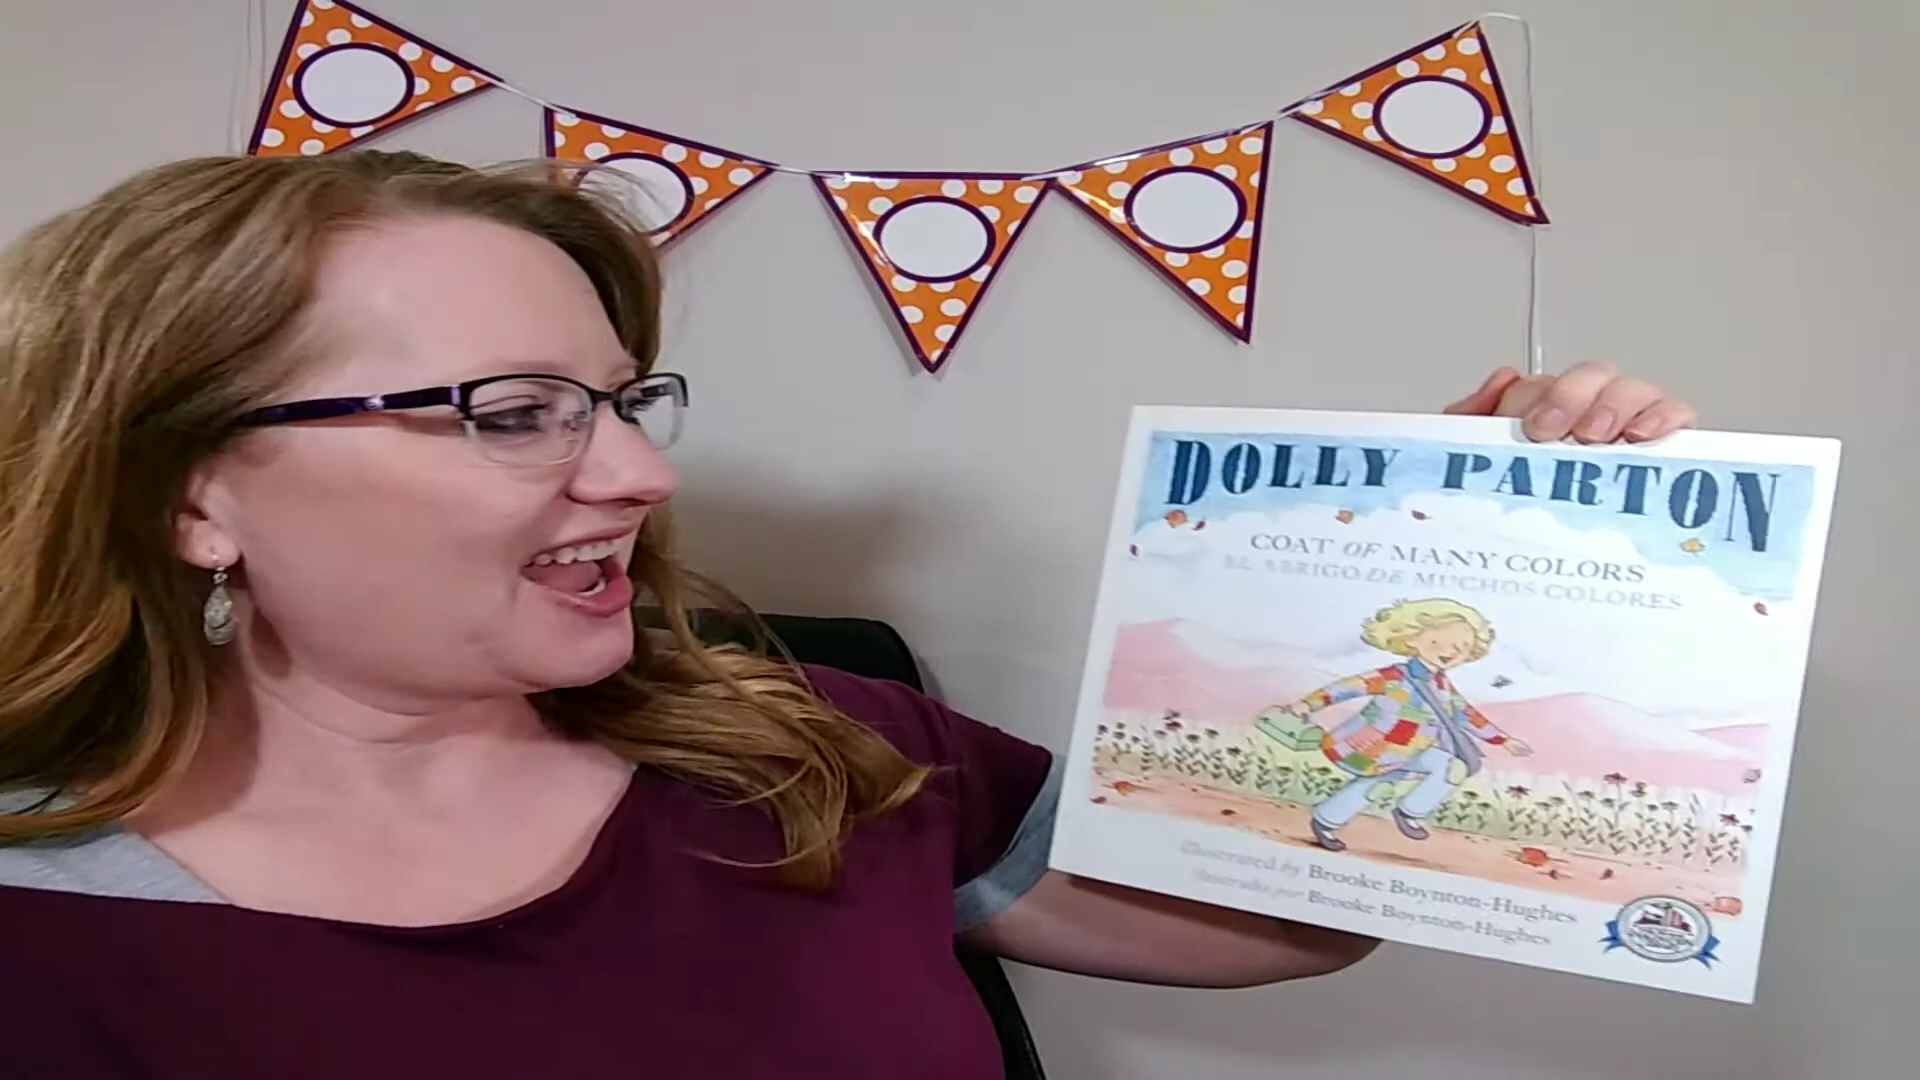 DOLLY PARTON
COAT OF MANY COLORS
EL ABRIGO DE MUCHOS COLORES
illustrated by Brooke Boynton-Hughes
ilustrado por Brooke Boynton-Hughes